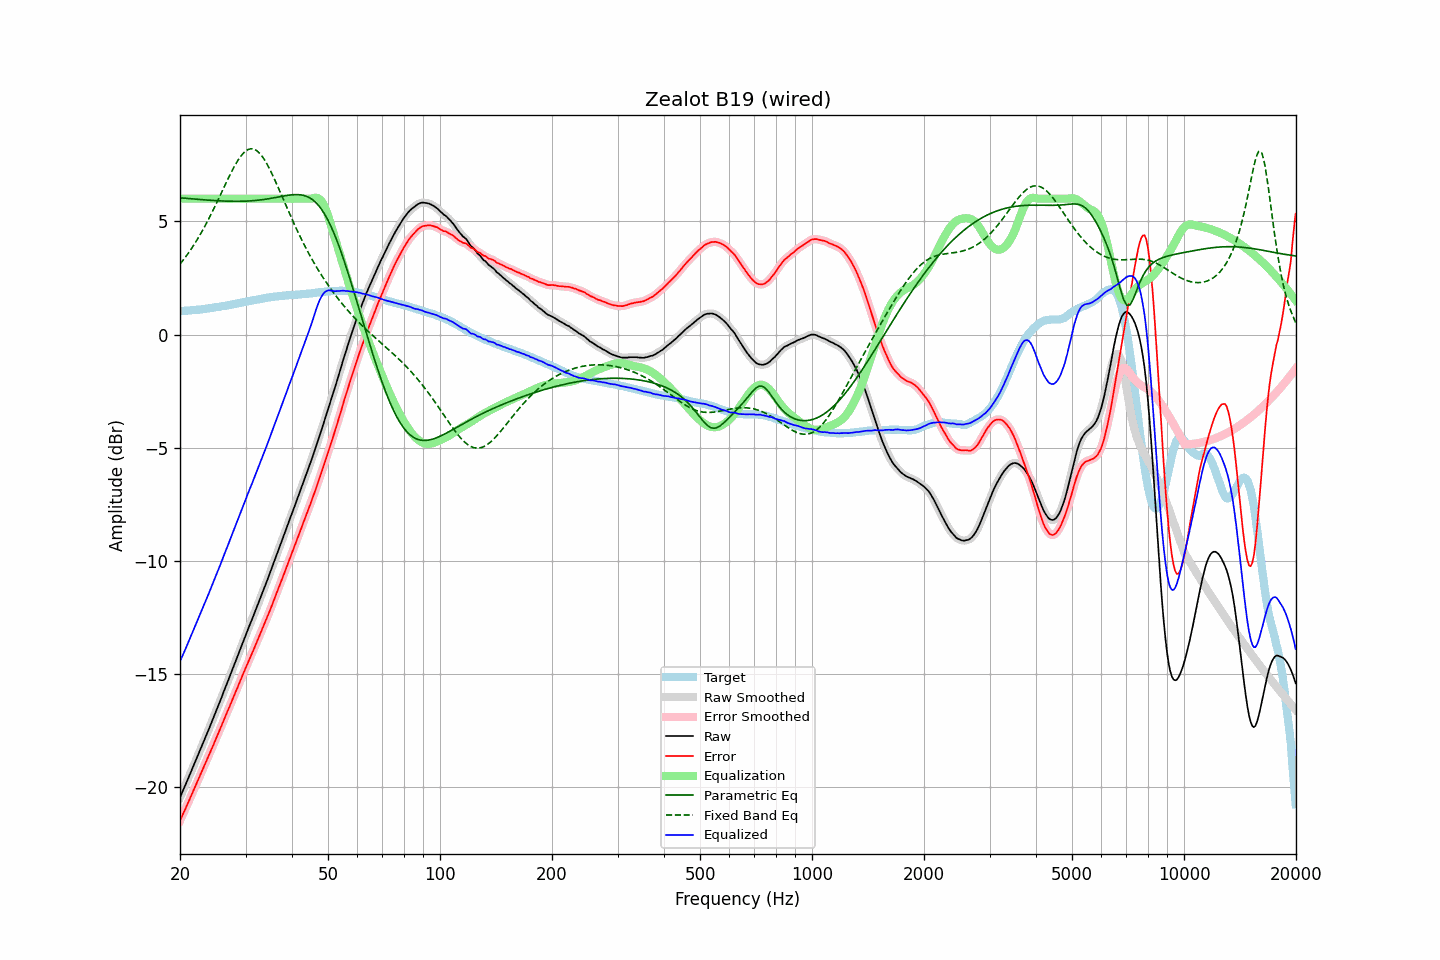 Zealot B19 (wired)
Amplitude (dBr)
5
0
−5
−10
−15
−20
Target
Raw Smoothed
Error Smoothed
Raw
Error
Equalization
Parametric Eq
Fixed Band Eq
Equalized
20 50 100 200 500 1000 2000 5000 10000 20000
Frequency (Hz)